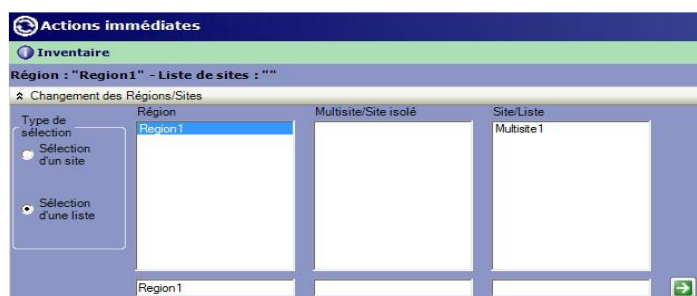 Actions immédiates
Inventaire
Région : "Region1" - Liste de sites : ""
Changement des Régions/Sites
Type de sélection
Région
Multisite/Site isolé
Site/Liste
Region1
Multisite1
Sélection d'un site
Sélection d'une liste
Region1